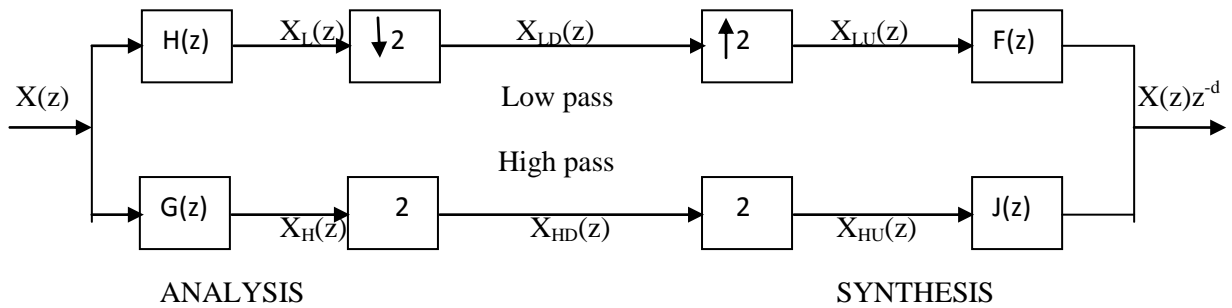 H(z) X_L(z) ↓2 X_LD(z) ↑2 X_LU(z) F(z)
X(z) Low pass X(z)z^-d
High pass
G(z) X_H(z) 2 X_HD(z) 2 X_HU(z) J(z)
ANALYSIS SYNTHESIS